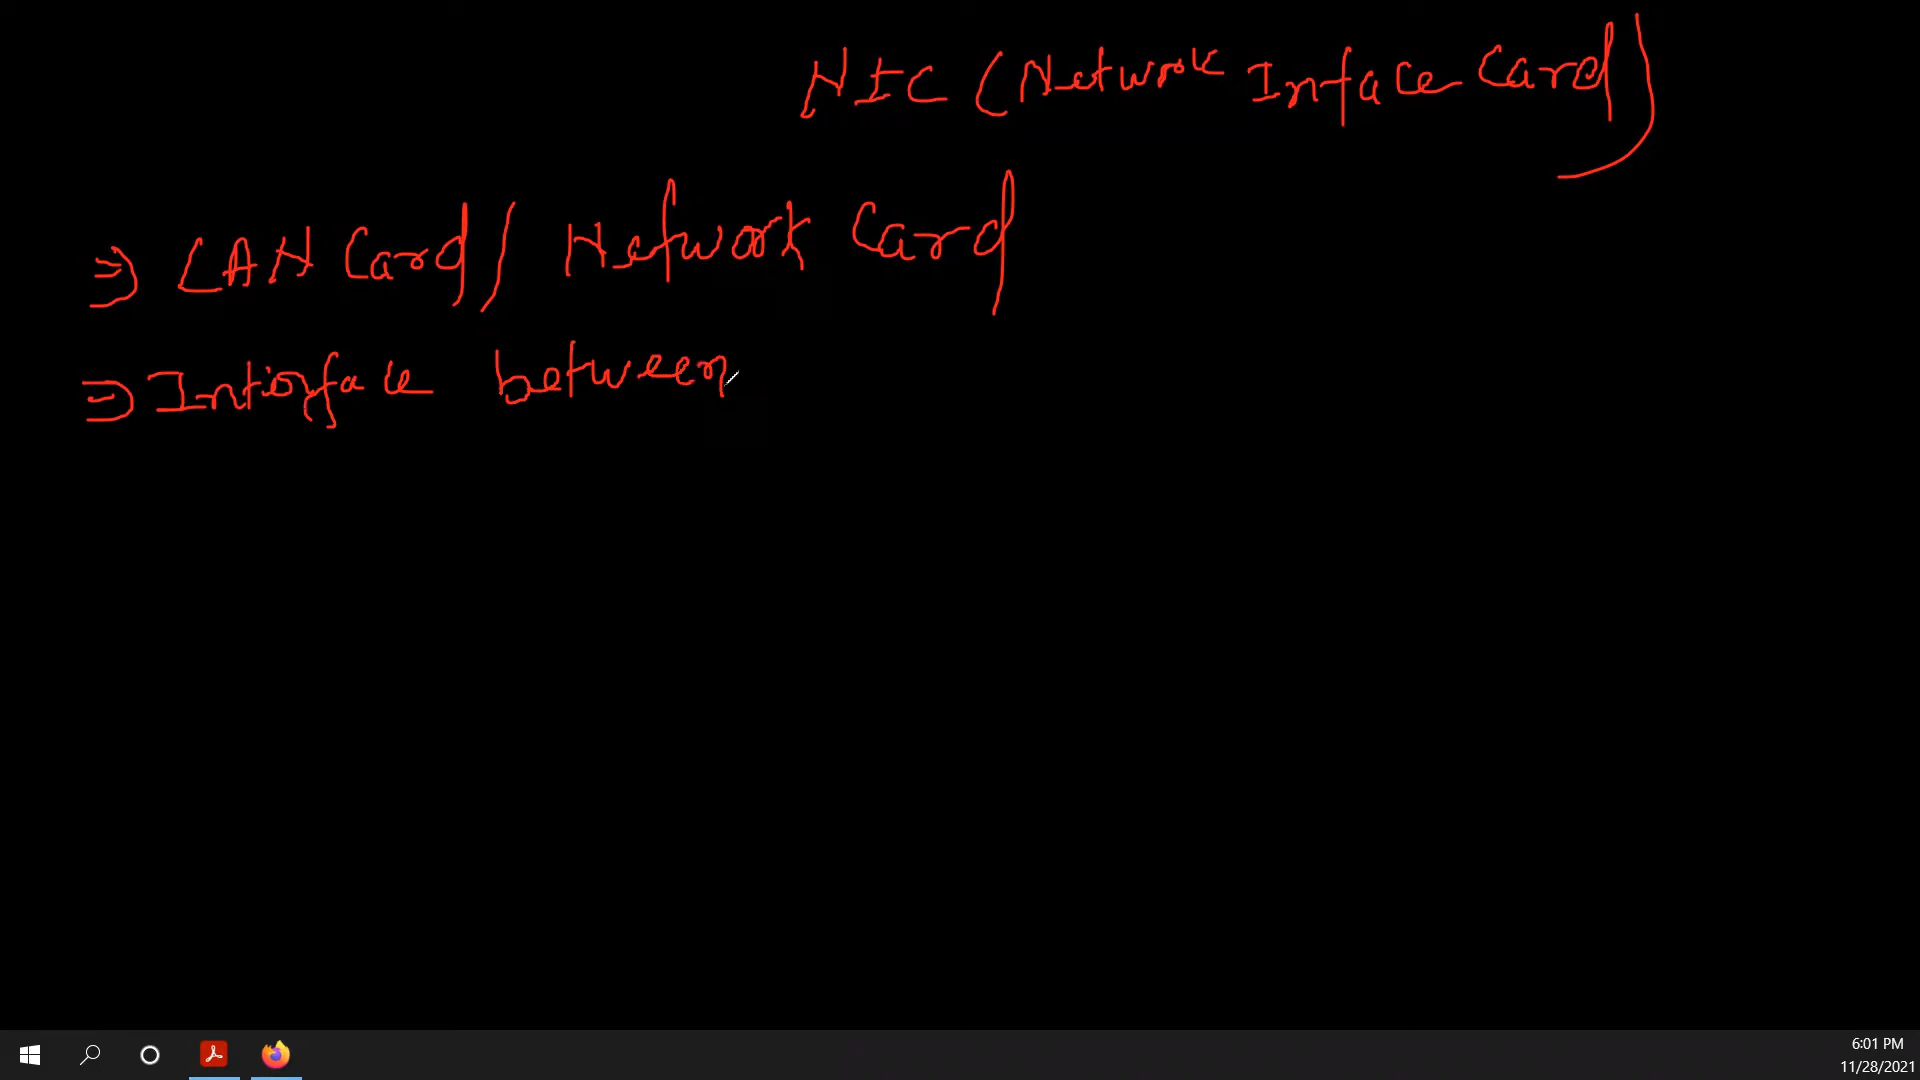 NIC (Network Inface Card)
⇒ LAN Card / Network Card
⇒ Interface between
6:01 PM
11/28/2021